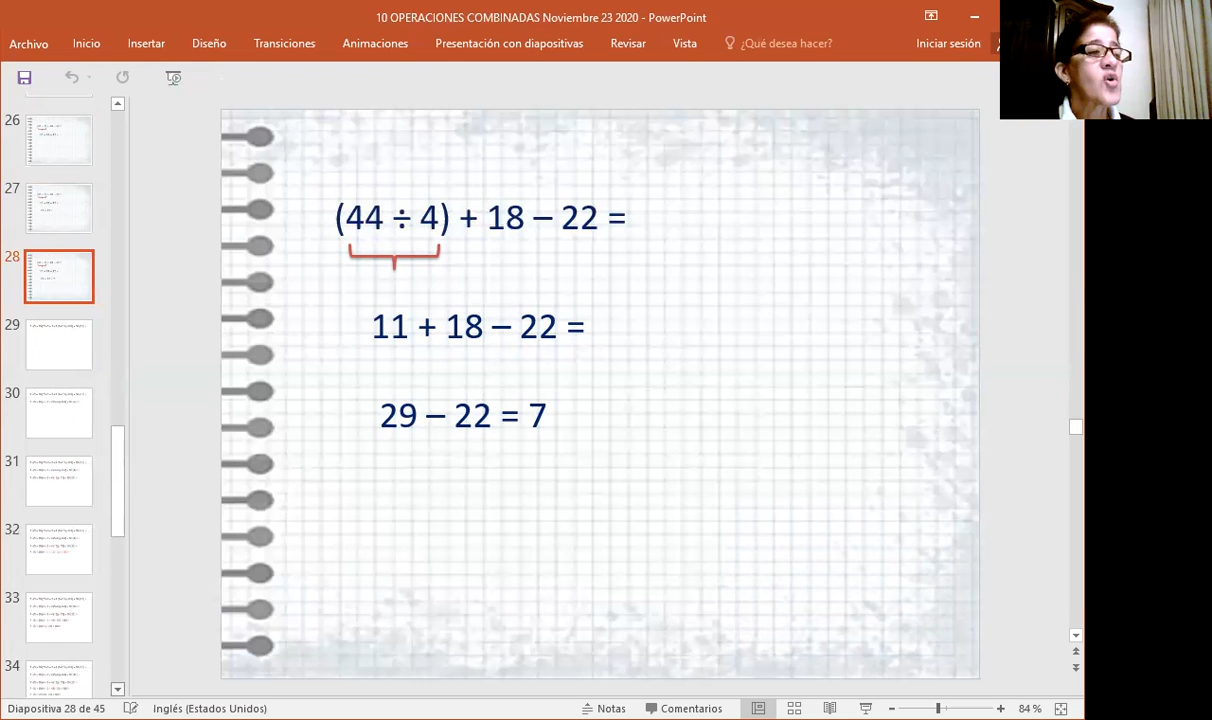 10 OPERACIONES COMBINADAS Noviembre 23 2020 - PowerPoint
Archivo Inicio Insertar Diseño Transiciones Animaciones Presentación con diapositivas Revisar Vista ¿Qué desea hacer? Iniciar sesión
26
27
28
29
30
31
32
33
34
(44 ÷ 4) + 18 – 22 =
11 + 18 – 22 =
29 – 22 = 7
Diapositiva 28 de 45 Inglés (Estados Unidos) Notas Comentarios 84 %